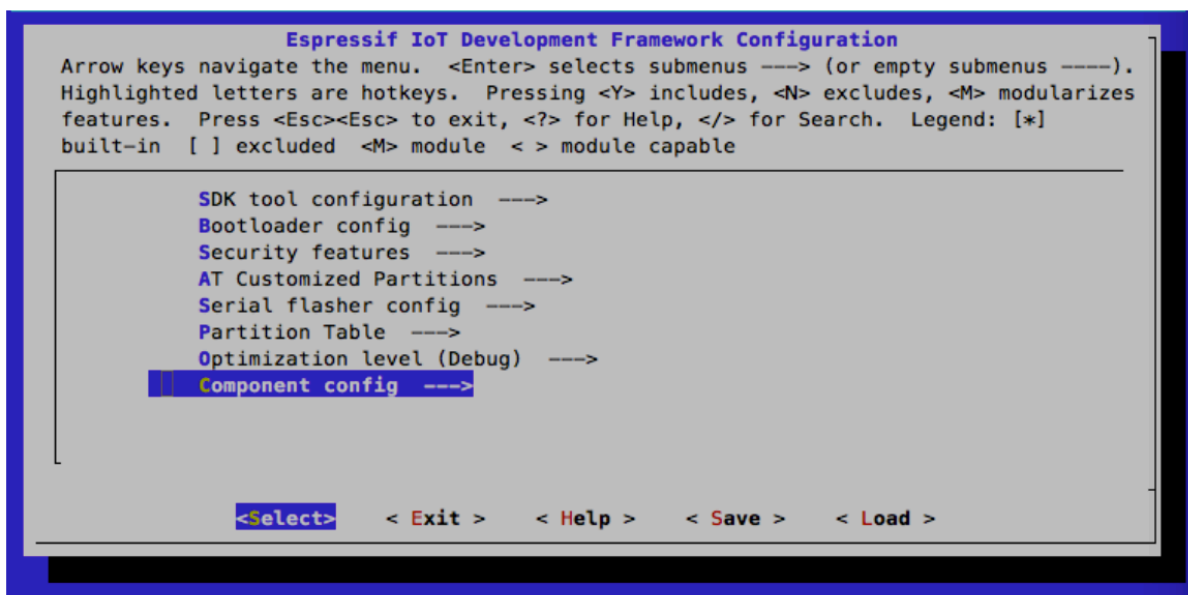 Espressif IoT Development Framework Configuration
Arrow keys navigate the menu.  <Enter> selects submenus ---> (or empty submenus ----).
Highlighted letters are hotkeys.  Pressing <Y> includes, <N> excludes, <M> modularizes
features.  Press <Esc><Esc> to exit, <?> for Help, </> for Search.  Legend: [*]
built-in  [ ] excluded  <M> module  < > module capable
SDK tool configuration  --->
Bootloader config  --->
Security features  --->
AT Customized Partitions  --->
Serial flasher config  --->
Partition Table  --->
Optimization level (Debug)  --->
Component config  --->
<Select>    < Exit >    < Help >    < Save >    < Load >